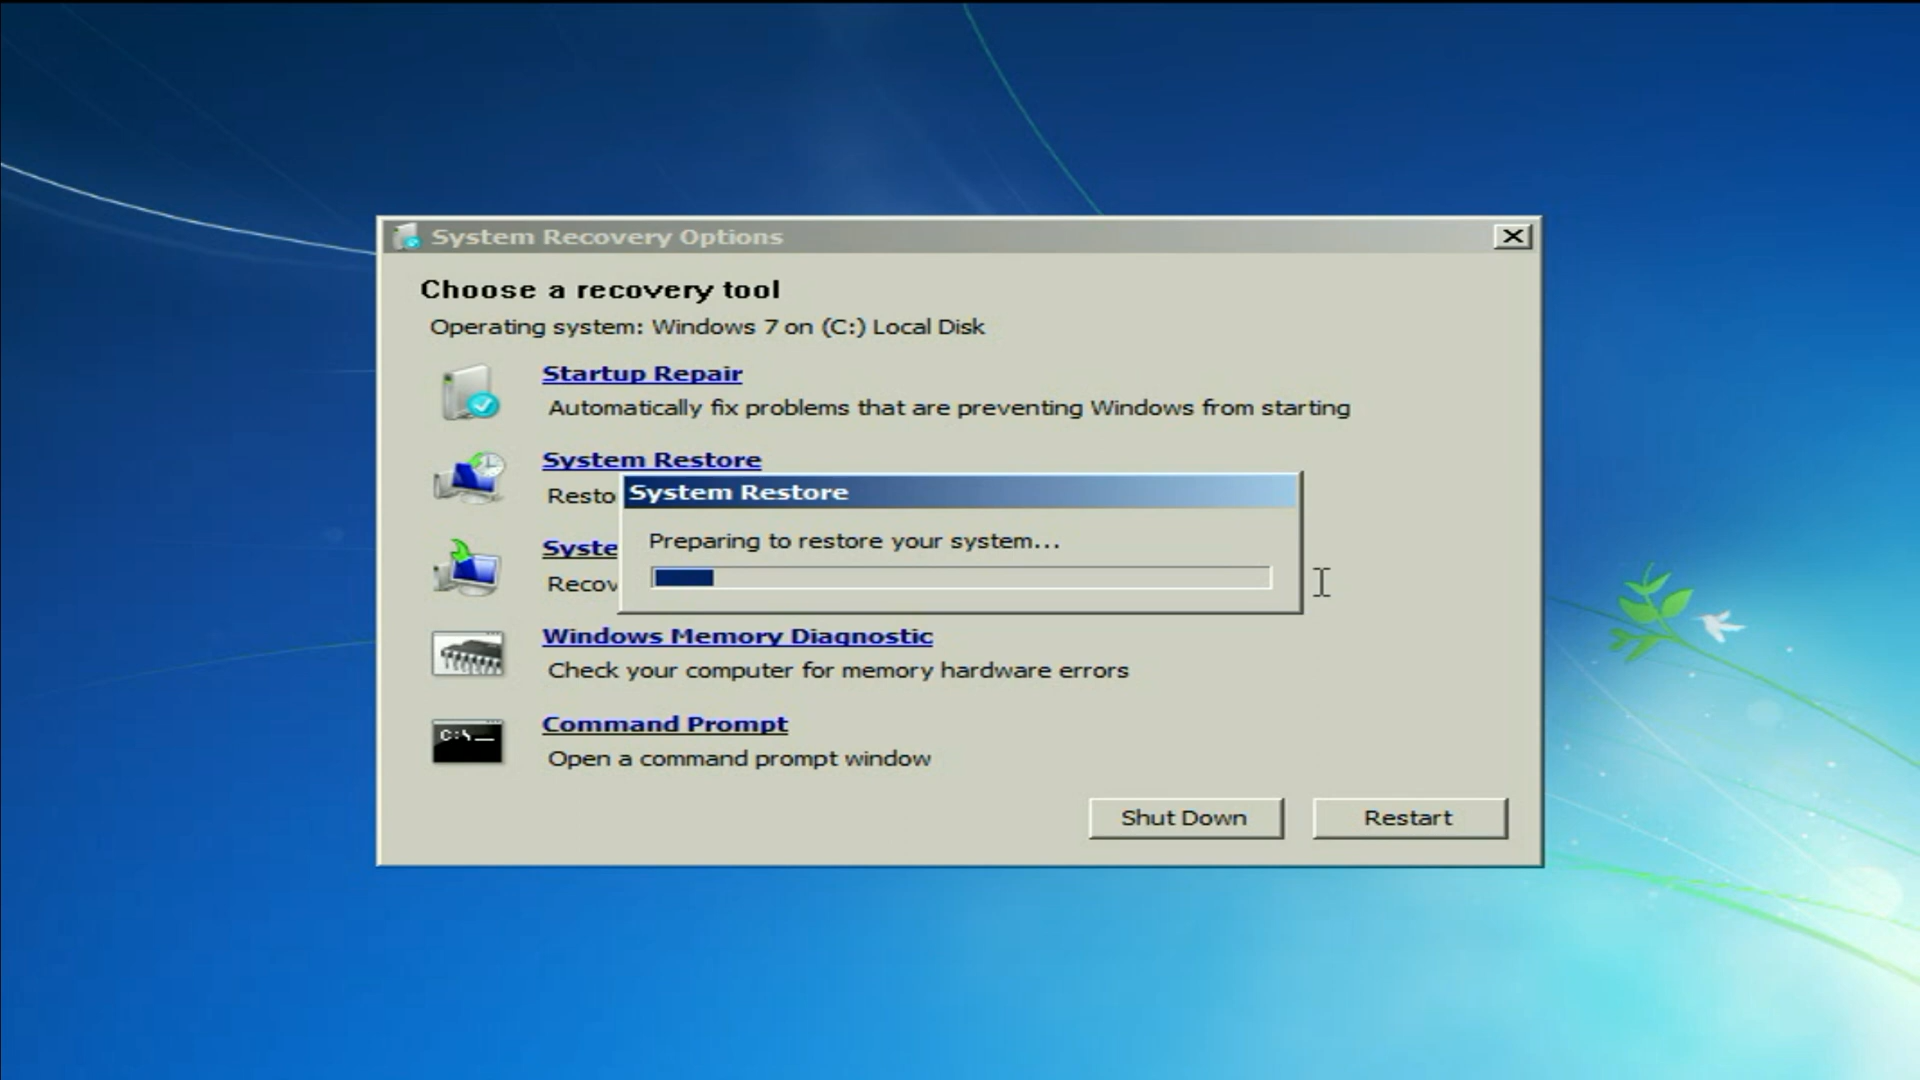 System Recovery Options
Choose a recovery tool
Operating system: Windows 7 on (C:) Local Disk
Startup Repair
Automatically fix problems that are preventing Windows from starting
System Restore
Resto
System Restore
Preparing to restore your system...
Syste
Recov
Windows Memory Diagnostic
Check your computer for memory hardware errors
C:\_
Command Prompt
Open a command prompt window
Shut Down
Restart